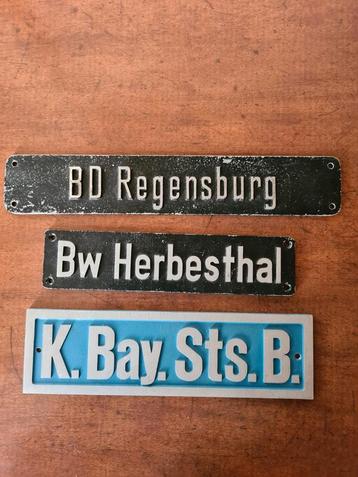 BD Regensburg
Bw Herbesthal
K. Bay. Sts. B.